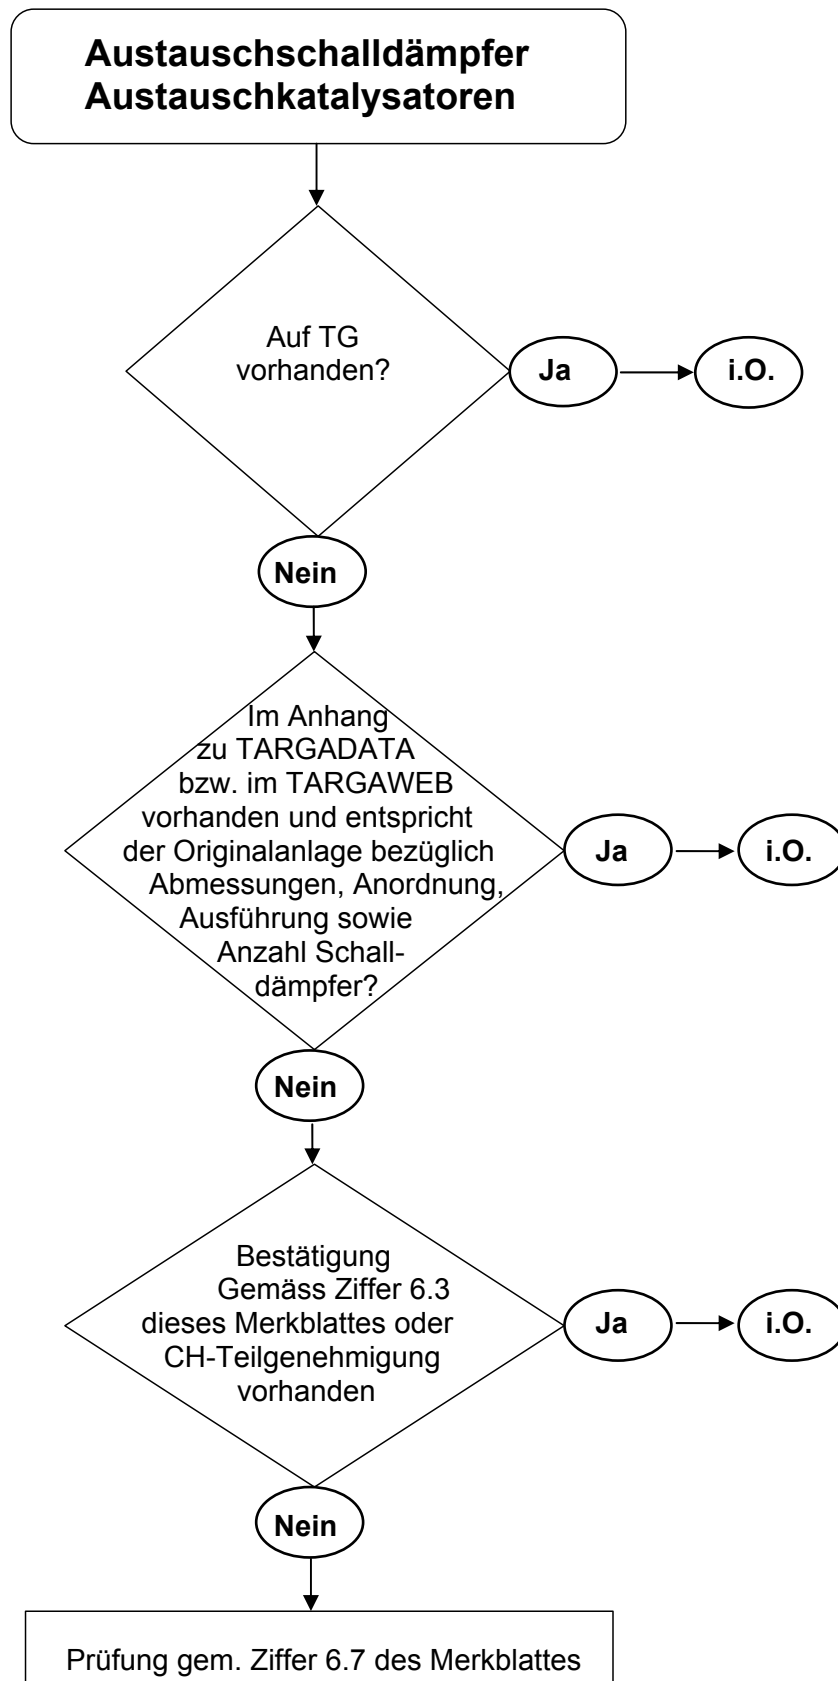 Austauschschalldämpfer
Austauschkatalysatoren
Auf TG
vorhanden?
Ja
i.O.
Nein
Im Anhang
zu TARGADATA
bzw. im TARGAWEB
vorhanden und entspricht
der Originalanlage bezüglich
Abmessungen, Anordnung,
Ausführung sowie
Anzahl Schall-
dämpfer?
Ja
i.O.
Nein
Bestätigung
Gemäss Ziffer 6.3
dieses Merkblattes oder
CH-Teilgenehmigung
vorhanden
Ja
i.O.
Nein
Prüfung gem. Ziffer 6.7 des Merkblattes